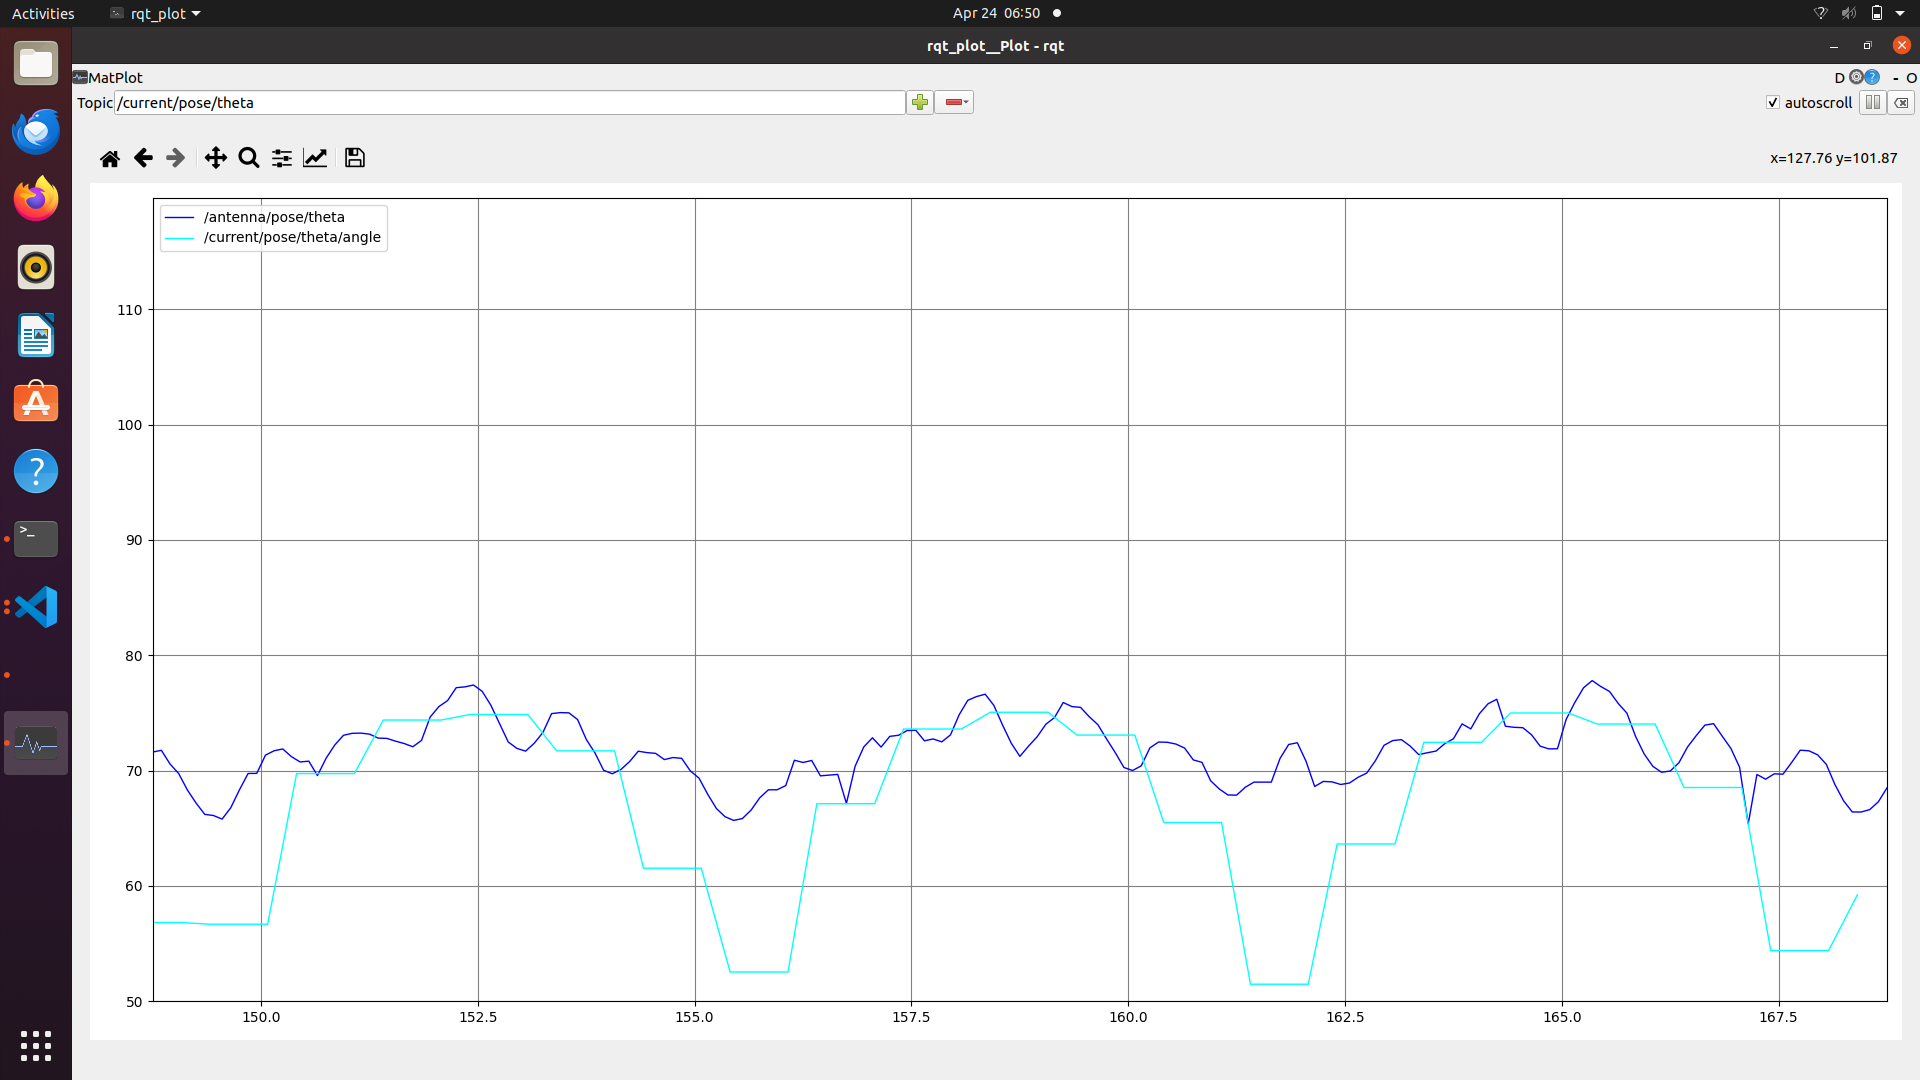 Activities rqt_plot Apr 24 06:50
rqt_plot__Plot - rqt
MatPlot D ? - O
Topic /current/pose/theta autoscroll
x=127.76 y=101.87
/antenna/pose/theta
/current/pose/theta/angle
110
100
90
80
70
60
50
150.0 152.5 155.0 157.5 160.0 162.5 165.0 167.5